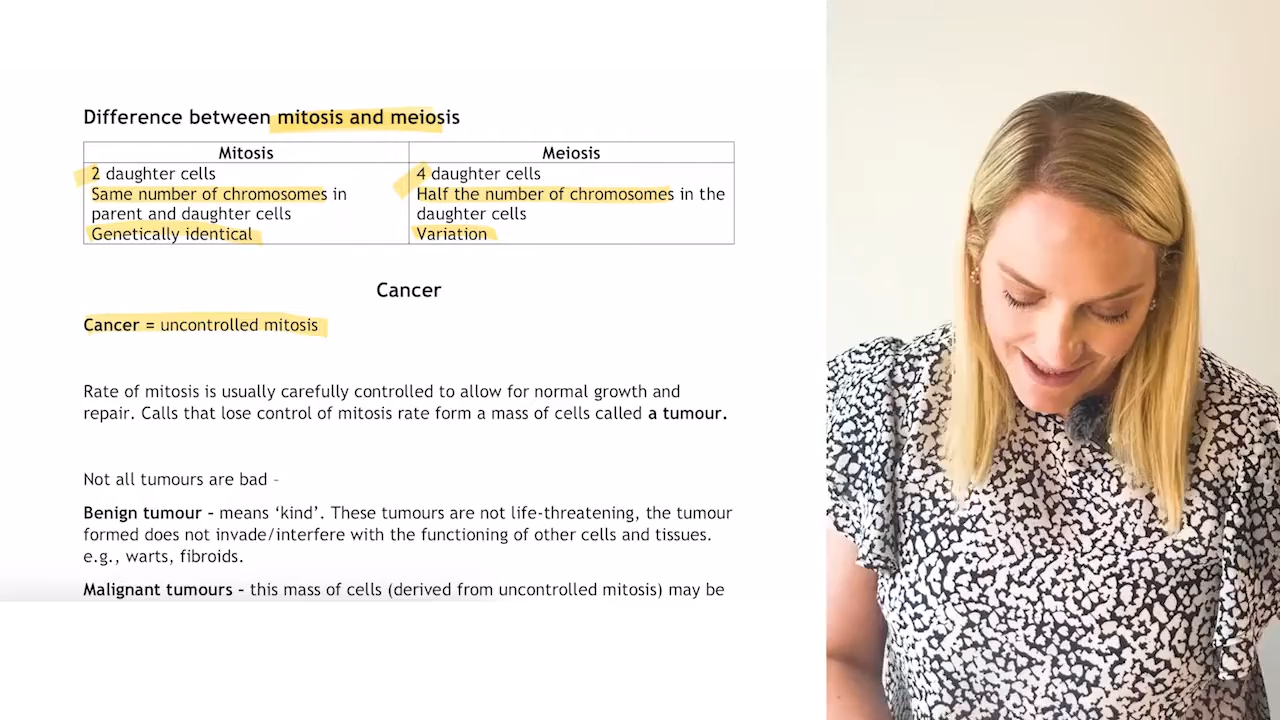 Difference between mitosis and meiosis
Mitosis
2 daughter cells
Same number of chromosomes in
parent and daughter cells
Genetically identical
Meiosis
4 daughter cells
Half the number of chromosomes in the
daughter cells
Variation
Cancer
Cancer = uncontrolled mitosis
Rate of mitosis is usually carefully controlled to allow for normal growth and
repair. Calls that lose control of mitosis rate form a mass of cells called a tumour.
Not all tumours are bad –
Benign tumour – means ‘kind’. These tumours are not life-threatening, the tumour
formed does not invade/interfere with the functioning of other cells and tissues.
e.g., warts, fibroids.
Malignant tumours – this mass of cells (derived from uncontrolled mitosis) may be